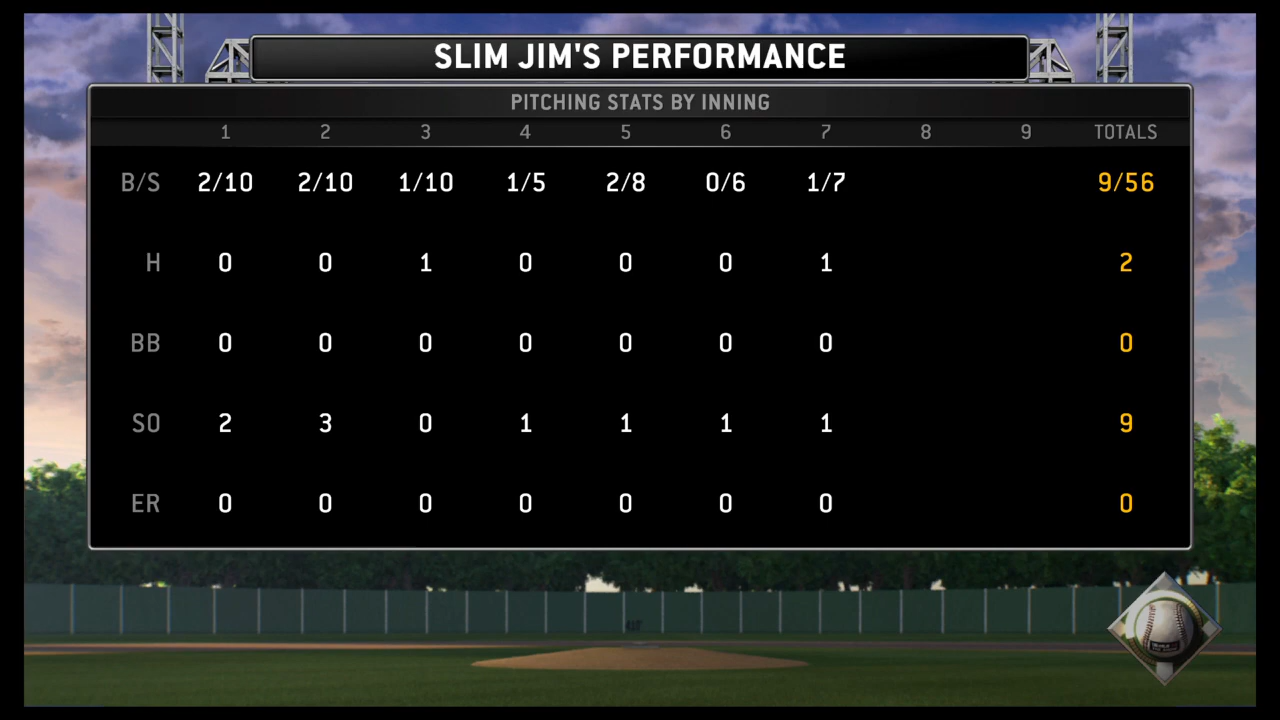 SLIM JIM'S PERFORMANCE
PITCHING STATS BY INNING
1 2 3 4 5 6 7 8 9 TOTALS
B/S 2/10 2/10 1/10 1/5 2/8 0/6 1/7 9/56
H 0 0 1 0 0 0 1 2
BB 0 0 0 0 0 0 0 0
SO 2 3 0 1 1 1 1 9
ER 0 0 0 0 0 0 0 0